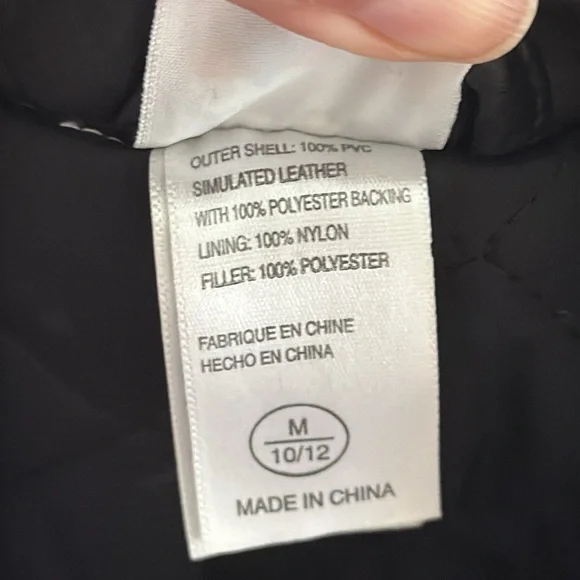 OUTER SHELL: 100% PVC
SIMULATED LEATHER
WITH 100% POLYESTER BACKING
LINING: 100% NYLON
FILLER: 100% POLYESTER
FABRIQUE EN CHINE
HECHO EN CHINA
M
10/12
MADE IN CHINA